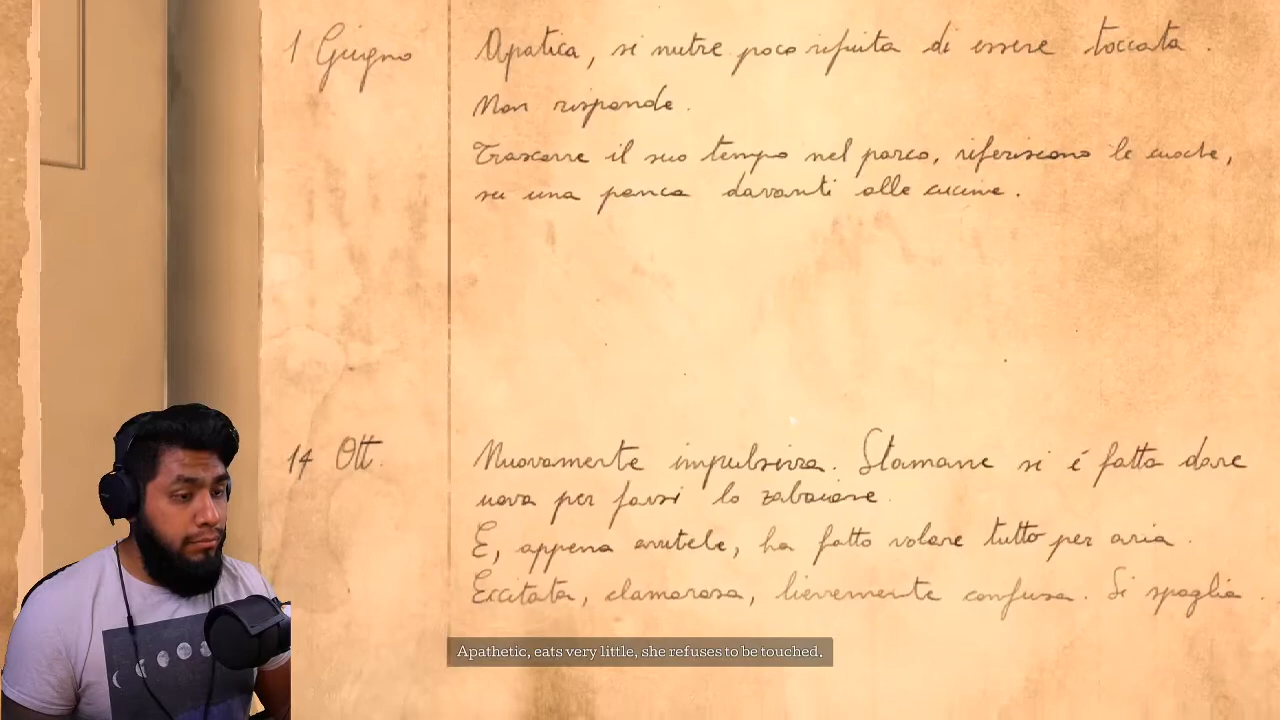 1 Giugno
Apatica, si nutre poco rifiuta di essere toccata.
Non risponde.
Trascorre il suo tempo nel parco, riferiscono le cuoche,
su una panca davanti alle cucine.
14 Ott.
Nuovamente impulsiva. Stamane si é fatta dare
uova per farsi lo zabaione.
E, appena avutele, ha fatto volare tutto per aria.
Eccitata, clamorosa, lievemente confusa. Si spoglia.
Apathetic, eats very little, she refuses to be touched.